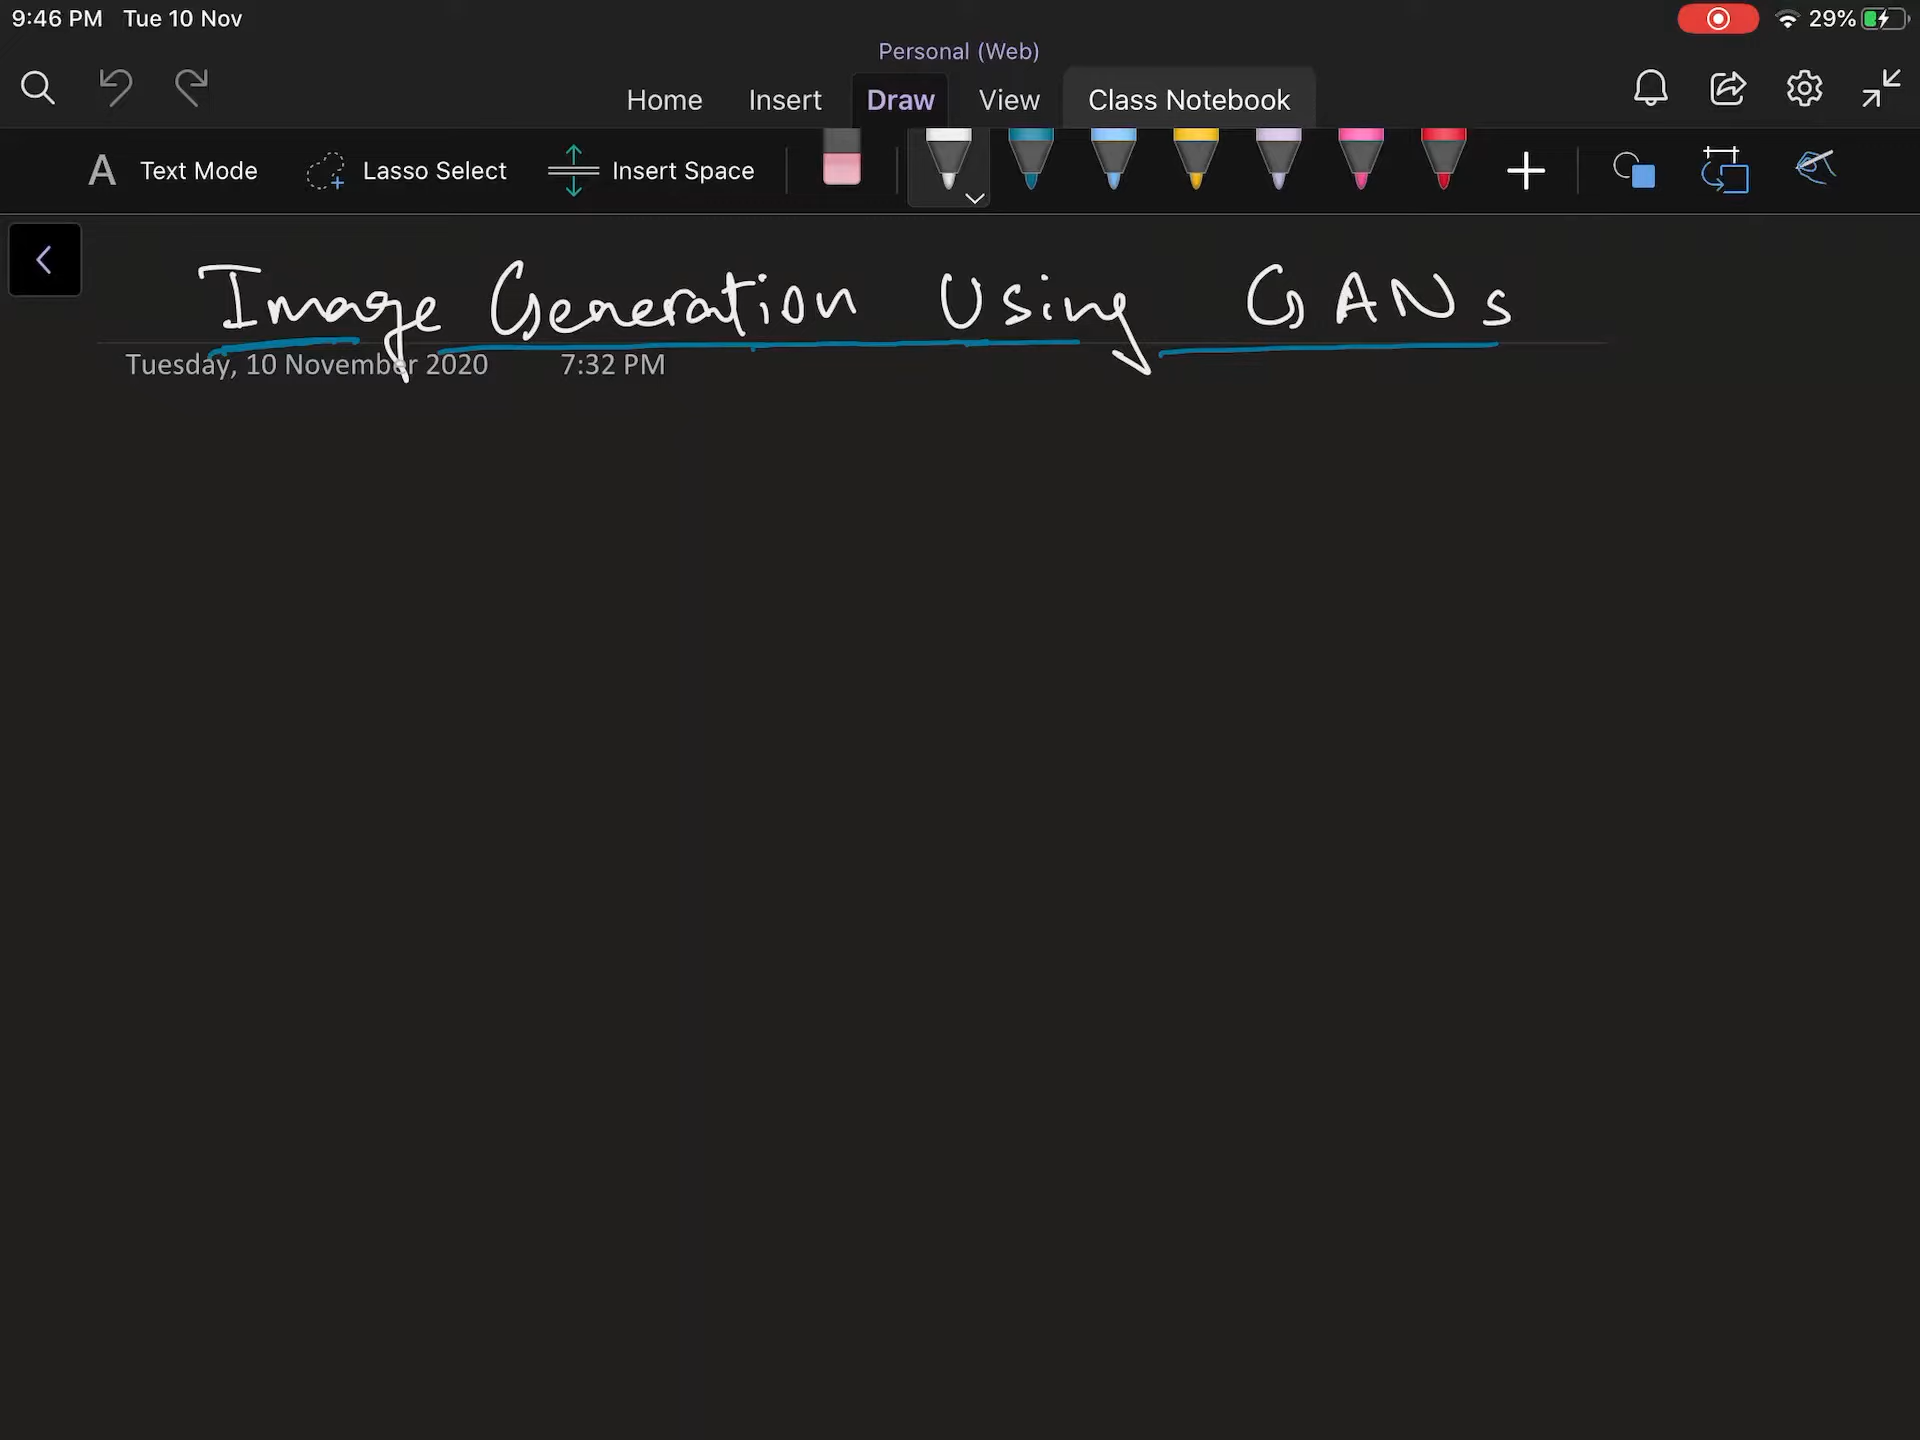 9:46 PM Tue 10 Nov 29%
Personal (Web)
Home Insert Draw View Class Notebook
A Text Mode Lasso Select Insert Space
Image Generation Using GANs
Tuesday, 10 November 2020 7:32 PM